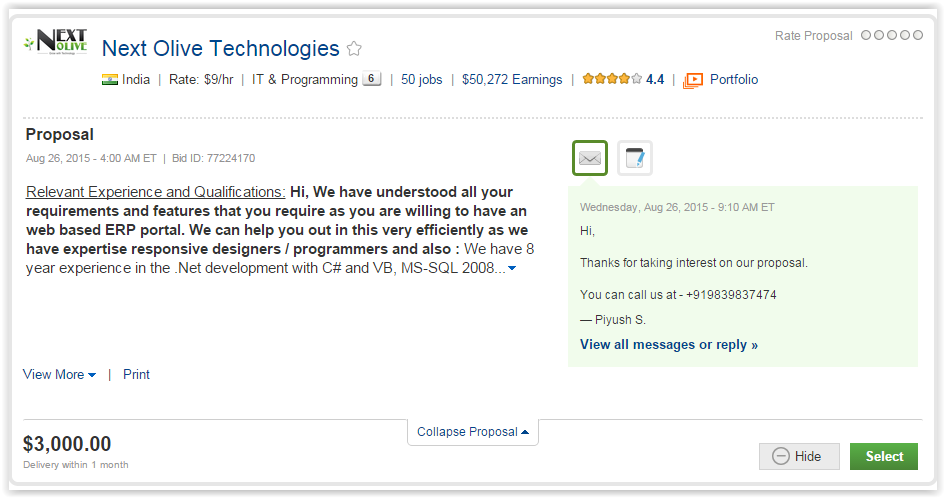 NEXT
OLIVE
Next Olive Technologies
Rate Proposal
India | Rate: $9/hr | IT & Programming 6 | 50 jobs | $50,272 Earnings | 4.4 | Portfolio
Proposal
Aug 26, 2015 - 4:00 AM ET | Bid ID: 77224170
Relevant Experience and Qualifications: Hi, We have understood all your
requirements and features that you require as you are willing to have an
web based ERP portal. We can help you out in this very efficiently as we
have expertise responsive designers / programmers and also : We have 8
year experience in the .Net development with C# and VB, MS-SQL 2008...
Wednesday, Aug 26, 2015 - 9:10 AM ET
Hi,
Thanks for taking interest on our proposal.
You can call us at - +919839837474
— Piyush S.
View all messages or reply »
View More | Print
Collapse Proposal
$3,000.00
Delivery within 1 month
Hide
Select